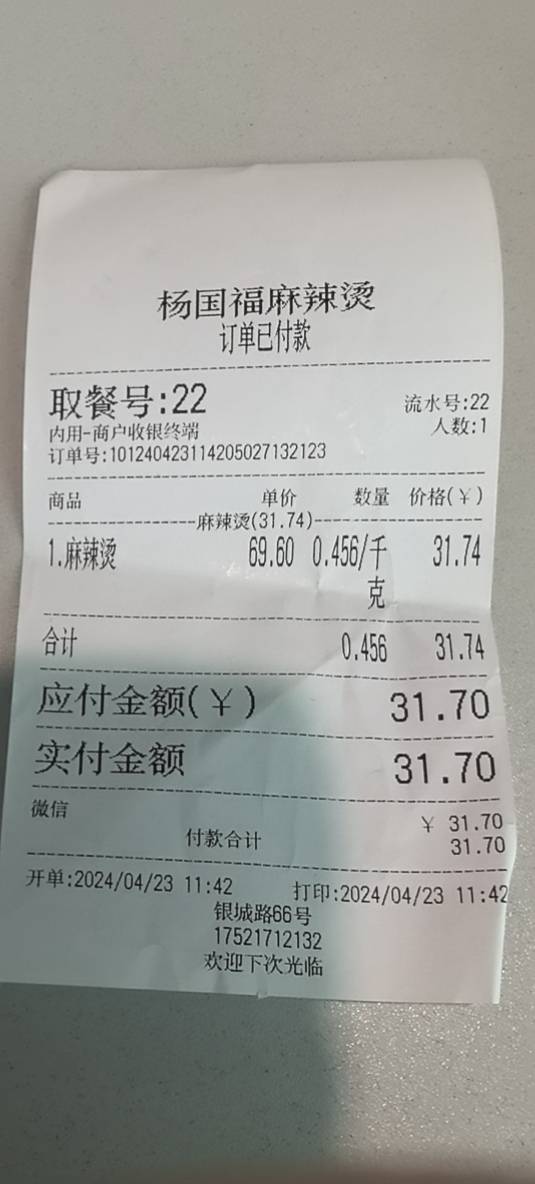 杨国福麻辣烫
订单已付款
取餐号:22 流水号:22
内用-商户收银终端 人数:1
订单号:101240423114205027132123
商品 单价 数量 价格(¥)
麻辣烫(31.74)
1.麻辣烫 69.60 0.456/千 31.74
克
合计 0.456 31.74
应付金额(¥) 31.70
实付金额 31.70
微信 ¥ 31.70
付款合计 31.70
开单:2024/04/23 11:42 打印:2024/04/23 11:42
银城路66号
17521712132
欢迎下次光临